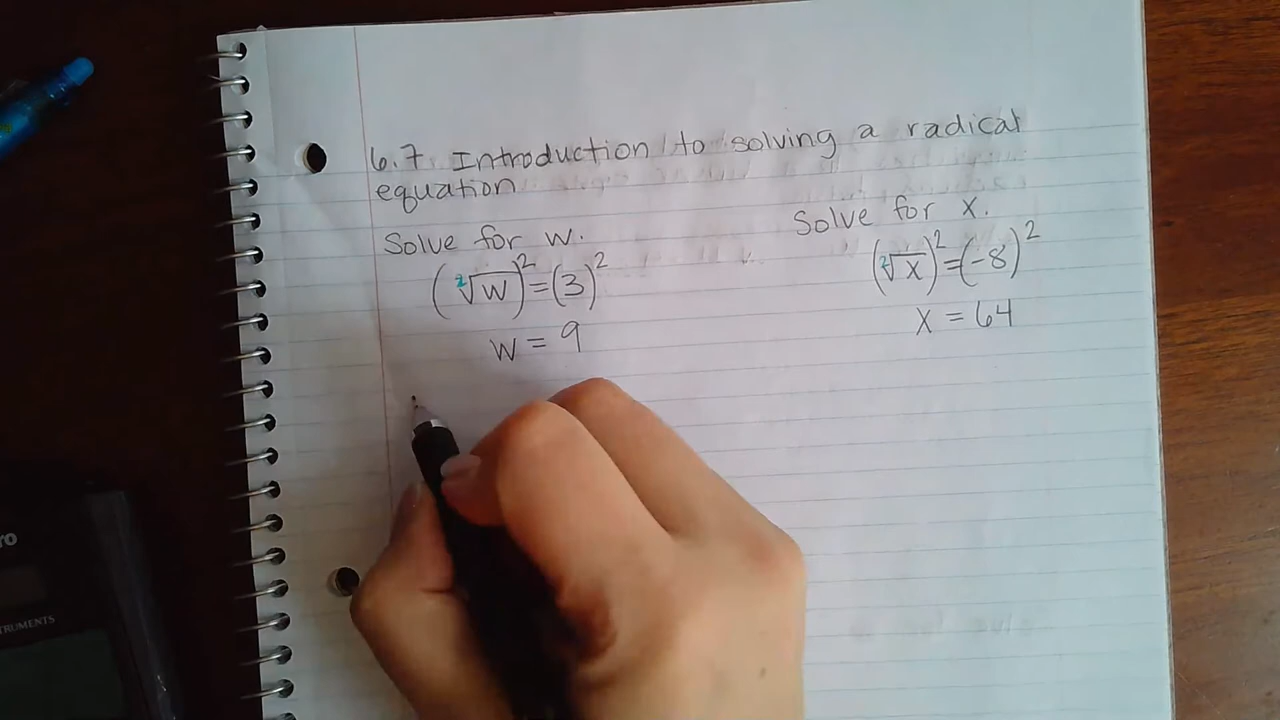 6.7 Introduction to solving a radical
equation
Solve for w.
(²√w)² = (3)²
w = 9
Solve for x.
(²√x)² = (-8)²
x = 64